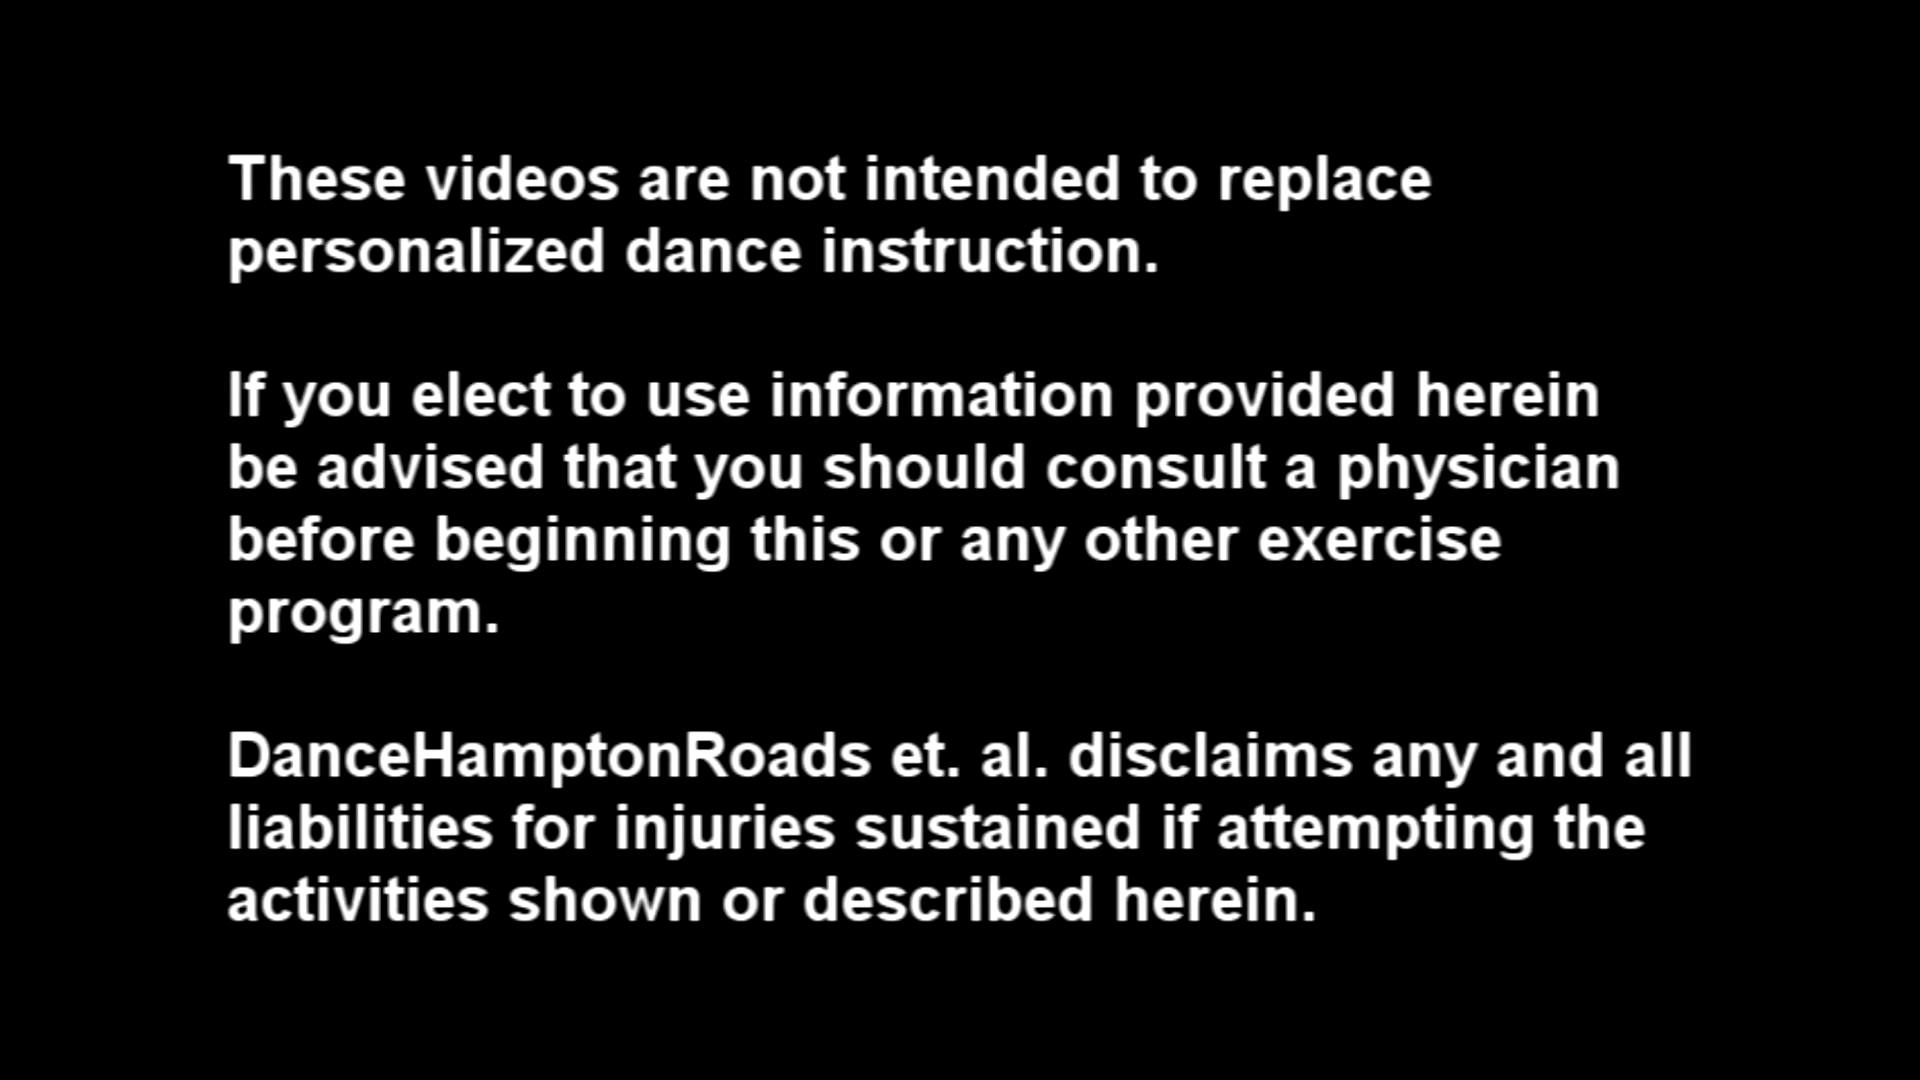 These videos are not intended to replace
personalized dance instruction.
If you elect to use information provided herein
be advised that you should consult a physician
before beginning this or any other exercise
program.
DanceHamptonRoads et. al. disclaims any and all
liabilities for injuries sustained if attempting the
activities shown or described herein.